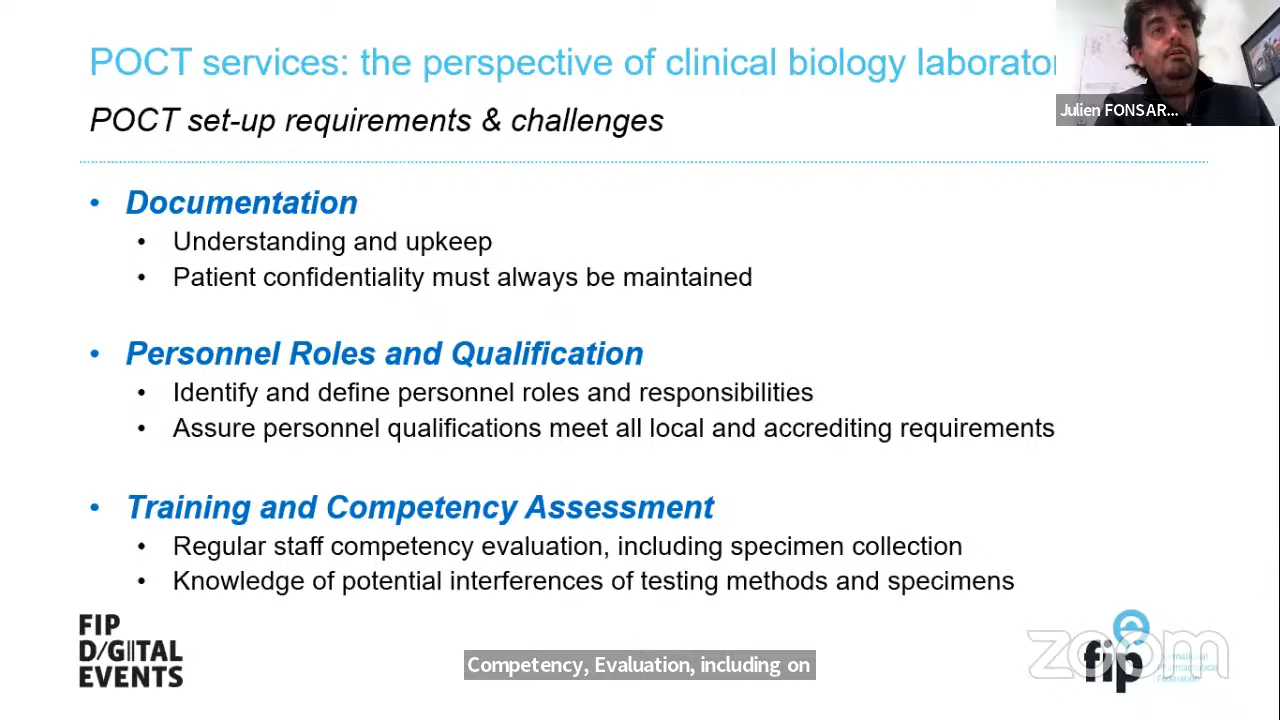 POCT services: the perspective of clinical biology
POCT set-up requirements & challenges
Julien FONSAR...
• Documentation
• Understanding and upkeep
• Patient confidentiality must always be maintained
• Personnel Roles and Qualification
• Identify and define personnel roles and responsibilities
• Assure personnel qualifications meet all local and accrediting requirements
• Training and Competency Assessment
• Regular staff competency evaluation, including specimen collection
• Knowledge of potential interferences of testing methods and specimens
FIP
D/GITAL
EVENTS
Competency, Evaluation, including on
zoom
fip
Pharmaceutical
Federation